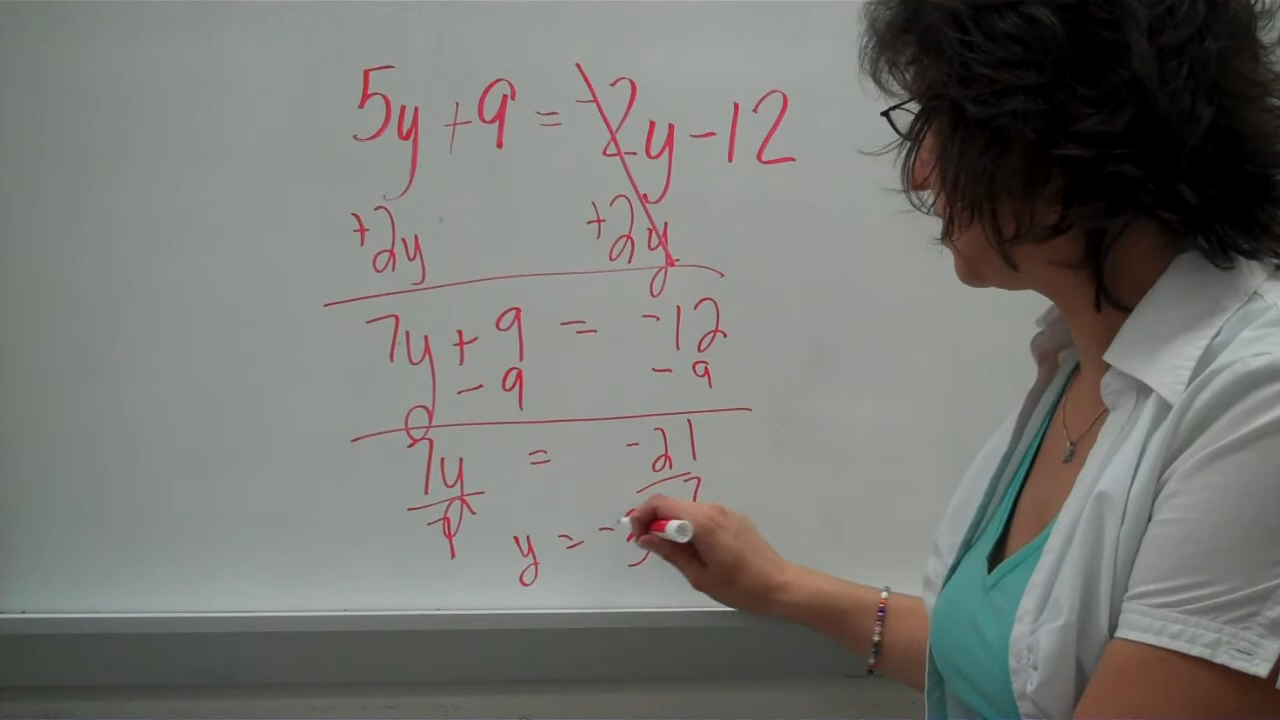 5y + 9 = -2y - 12
+2y +2y
7y + 9 = -12
- 9 - 9
7y = -21
7 7
y = -3